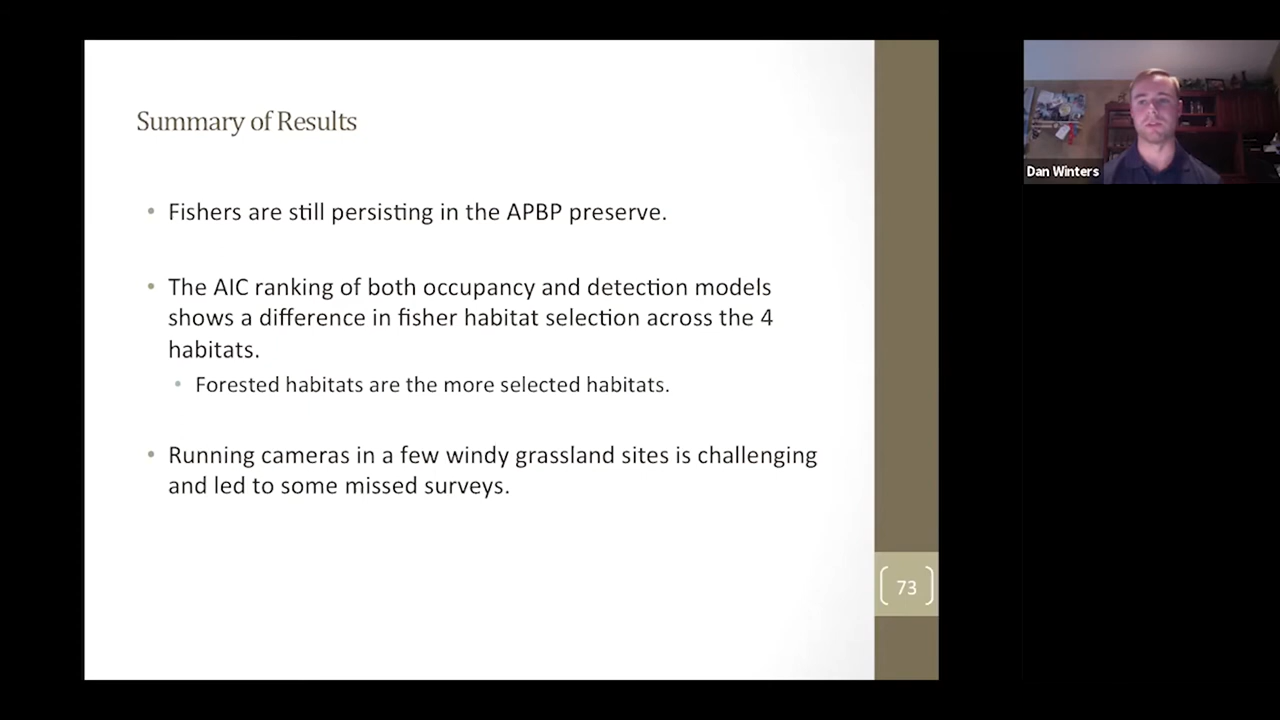 Summary of Results
• Fishers are still persisting in the APBP preserve.
• The AIC ranking of both occupancy and detection models
shows a difference in fisher habitat selection across the 4
habitats.
• Forested habitats are the more selected habitats.
• Running cameras in a few windy grassland sites is challenging
and led to some missed surveys.
73
Dan Winters